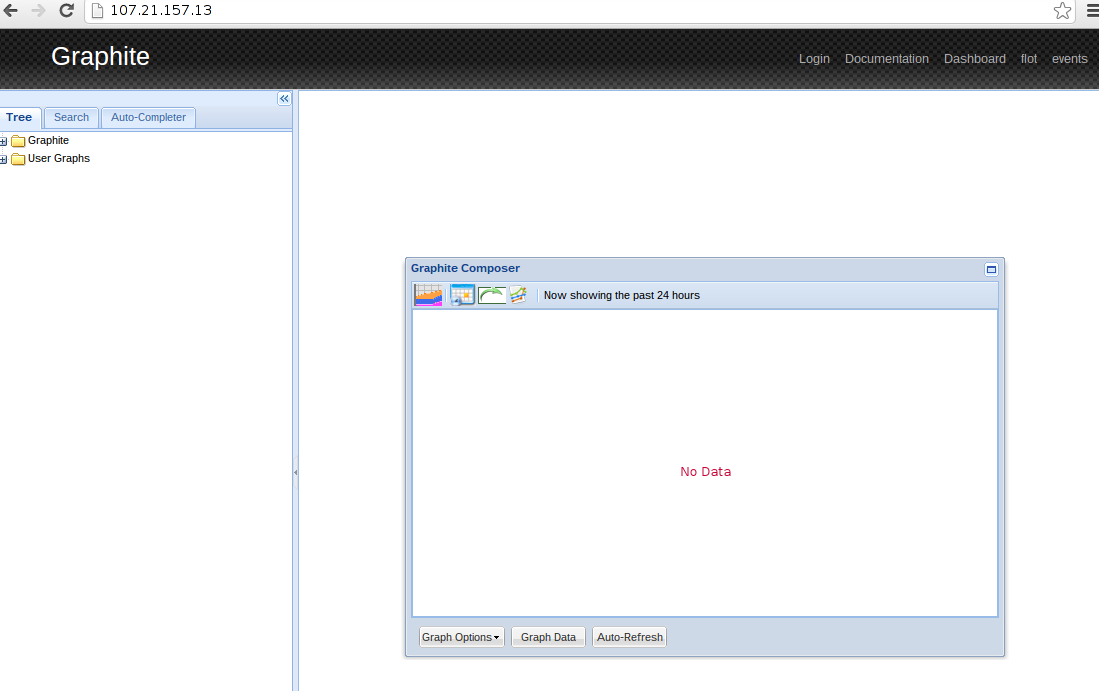 107.21.157.13
Graphite
Login Documentation Dashboard flot events
Tree Search Auto-Completer
Graphite
User Graphs
Graphite Composer
Now showing the past 24 hours
No Data
Graph Options Graph Data Auto-Refresh